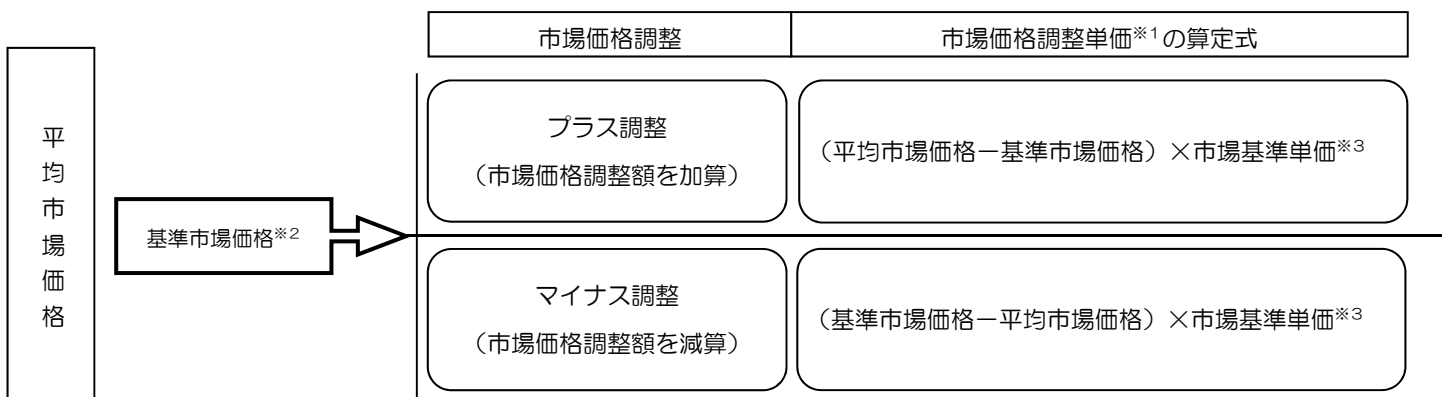 市場価格調整
市場価格調整単価※1の算定式
平均市場価格
基準市場価格※2
プラス調整
（市場価格調整額を加算）
（平均市場価格－基準市場価格）×市場基準単価※3
マイナス調整
（市場価格調整額を減算）
（基準市場価格－平均市場価格）×市場基準単価※3